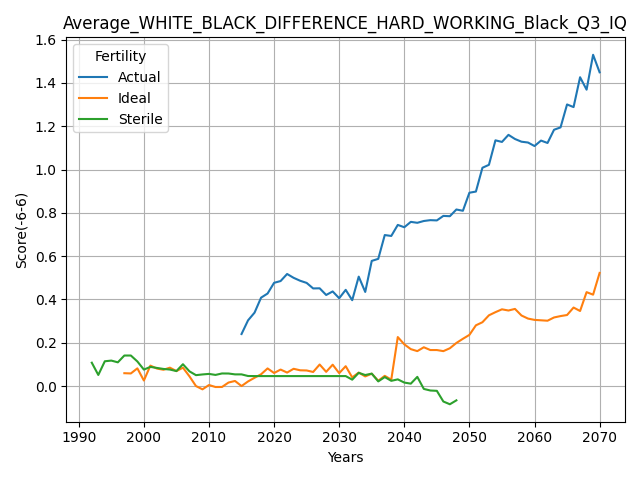 Average_WHITE_BLACK_DIFFERENCE_HARD_WORKING_Black_Q3_IQ
Fertility
Actual
Ideal
Sterile
Score(-6-6)
1.6
1.4
1.2
1.0
0.8
0.6
0.4
0.2
0.0
1990 2000 2010 2020 2030 2040 2050 2060 2070
Years